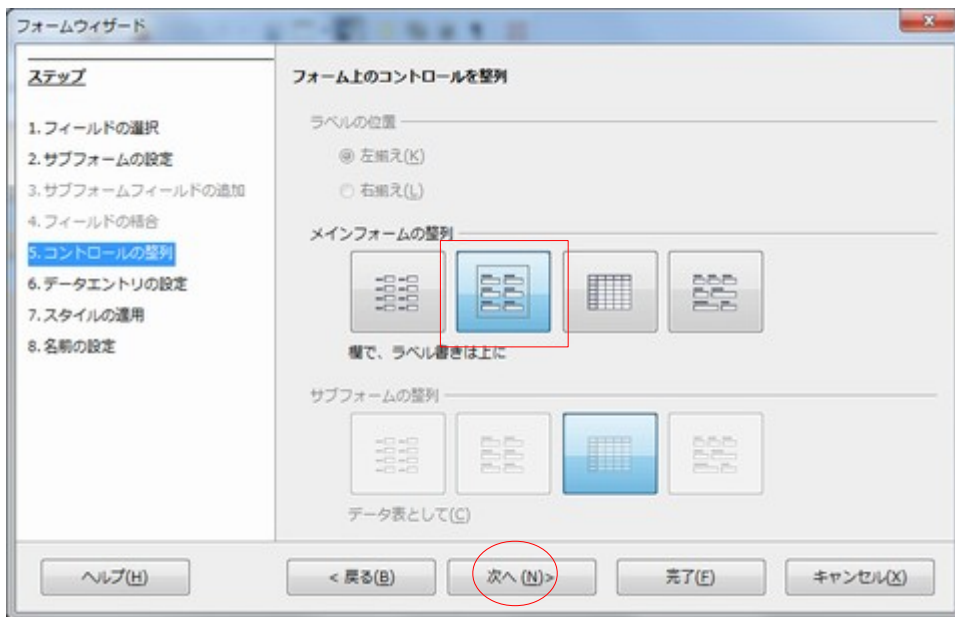 フォームウィザード
ステップ
1.フィールドの選択
2.サブフォームの設定
3.サブフォームフィールドの追加
4.フィールドの結合
5.コントロールの整列
6.データエントリの設定
7.スタイルの適用
8.名前の設定
フォーム上のコントロールを整列
ラベルの位置
左揃え(K)
右揃え(L)
メインフォームの整列
欄で、ラベル書きは上に
サブフォームの整列
データ表として(C)
ヘルプ(H)
< 戻る(B)
次へ (N)>
完了(F)
キャンセル(X)